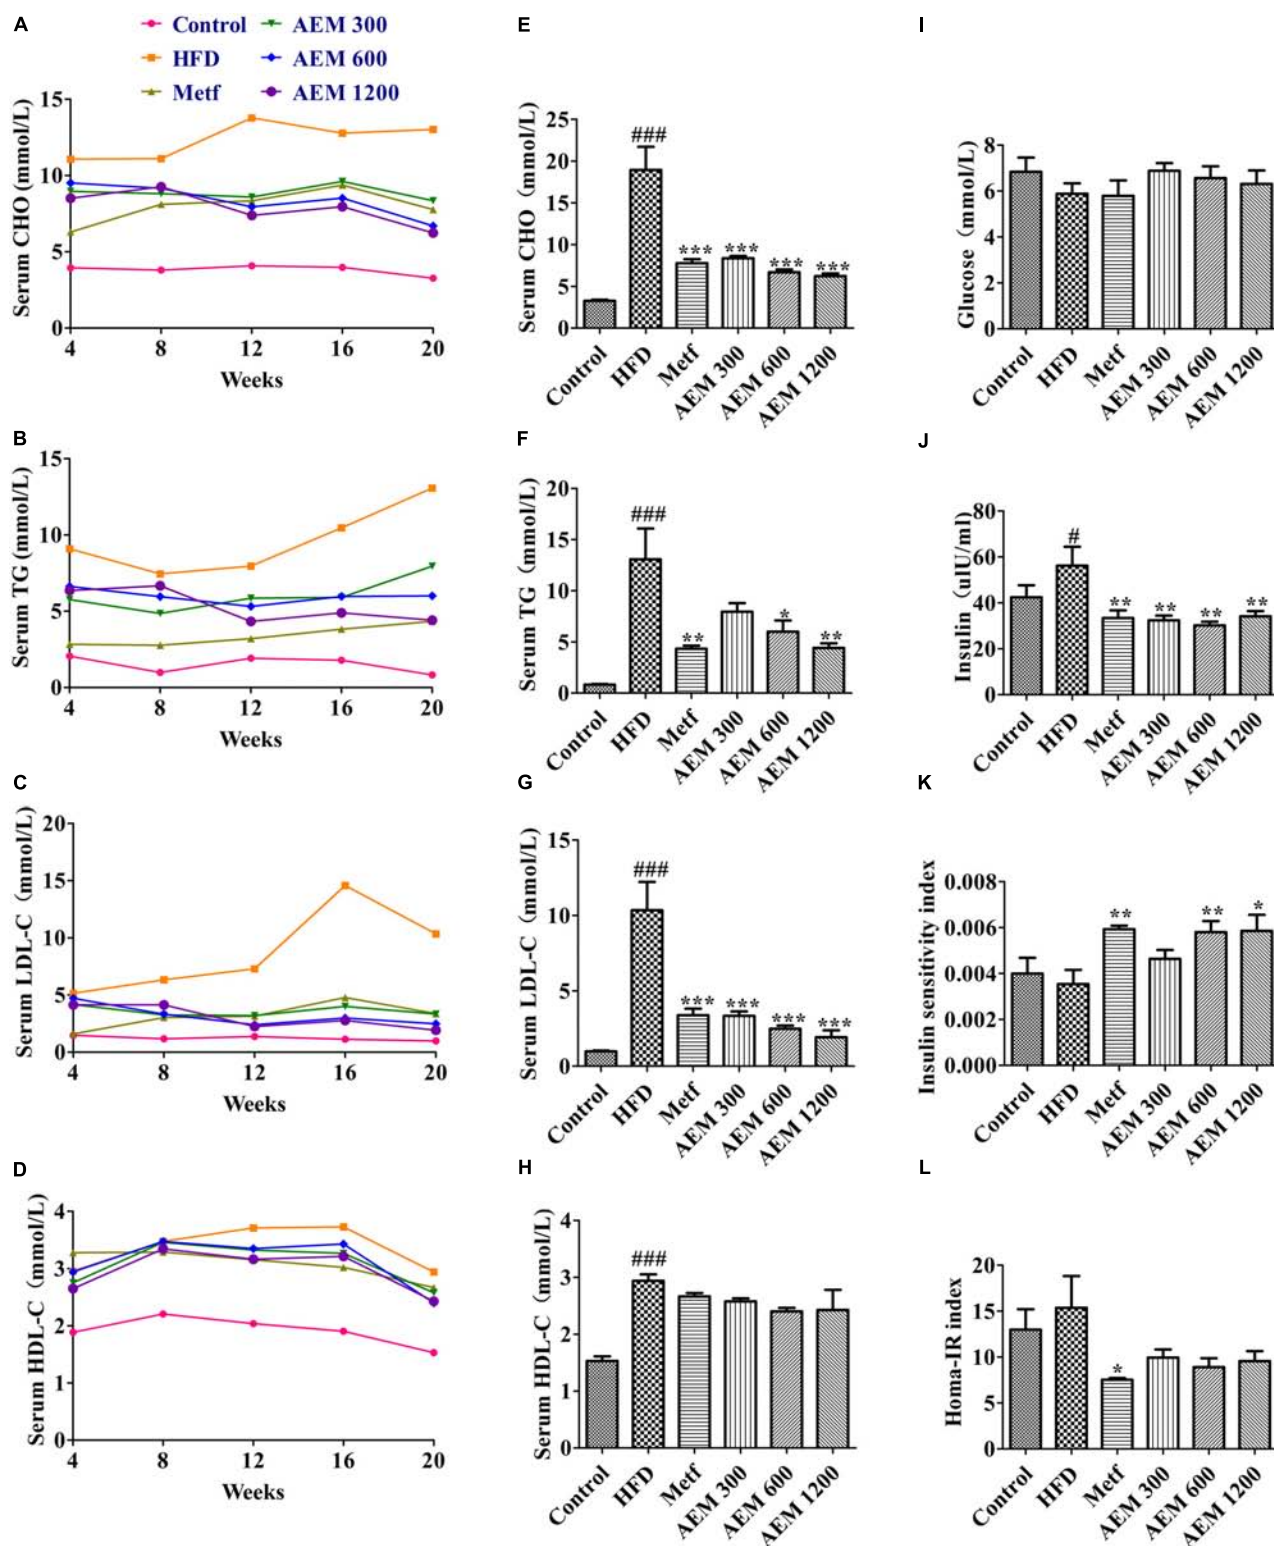 A
Control
AEM 300
HFD
AEM 600
Metf
AEM 1200
Serum CHO (mmol/L)
15
10
5
0
4 8 12 16 20
Weeks
E
Serum CHO (mmol/L)
25
20
15
10
5
0
###
*** *** *** ***
Control HFD Metf AEM 300 AEM 600 AEM 1200
I
Glucose (mmol/L)
8
6
4
2
0
Control HFD Metf AEM 300 AEM 600 AEM 1200
B
Serum TG (mmol/L)
15
10
5
0
4 8 12 16 20
Weeks
F
Serum TG (mmol/L)
20
15
10
5
0
###
** * **
Control HFD Metf AEM 300 AEM 600 AEM 1200
J
Insulin (uIU/ml)
80
60
40
20
0
#
** ** ** **
Control HFD Metf AEM 300 AEM 600 AEM 1200
C
Serum LDL-C (mmol/L)
20
15
10
5
0
4 8 12 16 20
Weeks
G
Serum LDL-C (mmol/L)
15
10
5
0
###
*** *** *** ***
Control HFD Metf AEM 300 AEM 600 AEM 1200
K
Insulin sensitivity index
0.008
0.006
0.004
0.002
0.000
** ** *
Control HFD Metf AEM 300 AEM 600 AEM 1200
D
Serum HDL-C (mmol/L)
4
3
2
1
0
4 8 12 16 20
Weeks
H
Serum HDL-C (mmol/L)
4
3
2
1
0
###
Control HFD Metf AEM 300 AEM 600 AEM 1200
L
Homa-IR index
20
15
10
5
0
*
Control HFD Metf AEM 300 AEM 600 AEM 1200